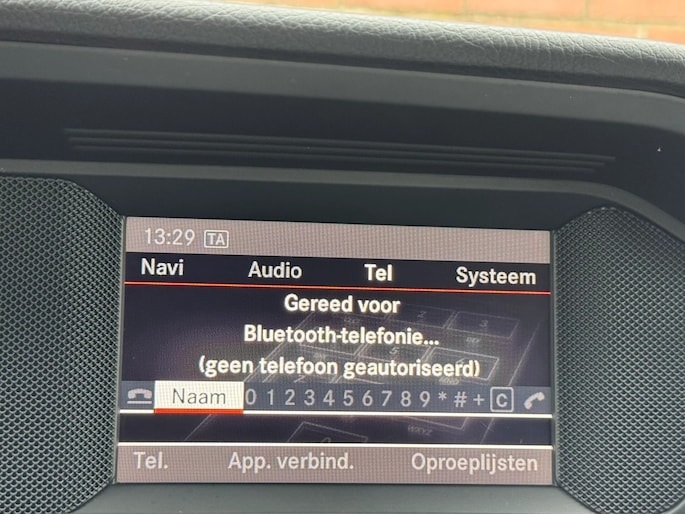 13:29 TA
Navi Audio Tel Systeem
Gereed voor
Bluetooth-telefonie...
(geen telefoon geautoriseerd)
Naam 0 1 2 3 4 5 6 7 8 9 * # + C
Tel. App. verbind. Oproeplijsten